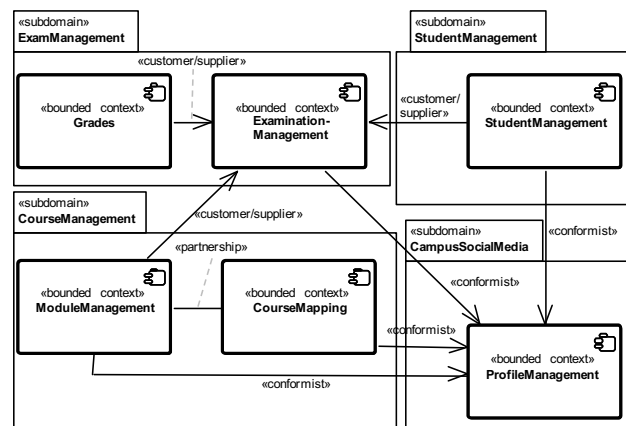 «subdomain»
ExamManagement
«subdomain»
StudentManagement
«customer/supplier»
«bounded context»
Grades
«bounded context»
Examination-
Management
«customer/
supplier»
«bounded context»
StudentManagement
«subdomain»
CourseManagement
«customer/supplier»
«partnership»
«subdomain»
CampusSocialMedia
«conformist»
«bounded context»
ModuleManagement
«bounded context»
CourseMapping
«conformist»
«conformist»
«bounded context»
ProfileManagement
«conformist»